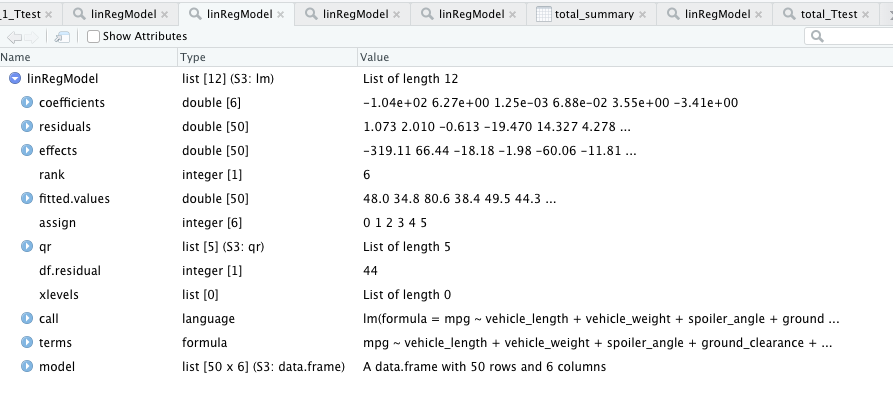 _1_Ttest linRegModel linRegModel linRegModel linRegModel total_summary linRegModel total_Ttest
Show Attributes
Name Type Value
linRegModel list [12] (S3: lm) List of length 12
coefficients double [6] -1.04e+02 6.27e+00 1.25e-03 6.88e-02 3.55e+00 -3.41e+00
residuals double [50] 1.073 2.010 -0.613 -19.470 14.327 4.278 ...
effects double [50] -319.11 66.44 -18.18 -1.98 -60.06 -11.81 ...
rank integer [1] 6
fitted.values double [50] 48.0 34.8 80.6 38.4 49.5 44.3 ...
assign integer [6] 0 1 2 3 4 5
qr list [5] (S3: qr) List of length 5
df.residual integer [1] 44
xlevels list [0] List of length 0
call language lm(formula = mpg ~ vehicle_length + vehicle_weight + spoiler_angle + ground ...
terms formula mpg ~ vehicle_length + vehicle_weight + spoiler_angle + ground_clearance + ...
model list [50 x 6] (S3: data.frame) A data.frame with 50 rows and 6 columns